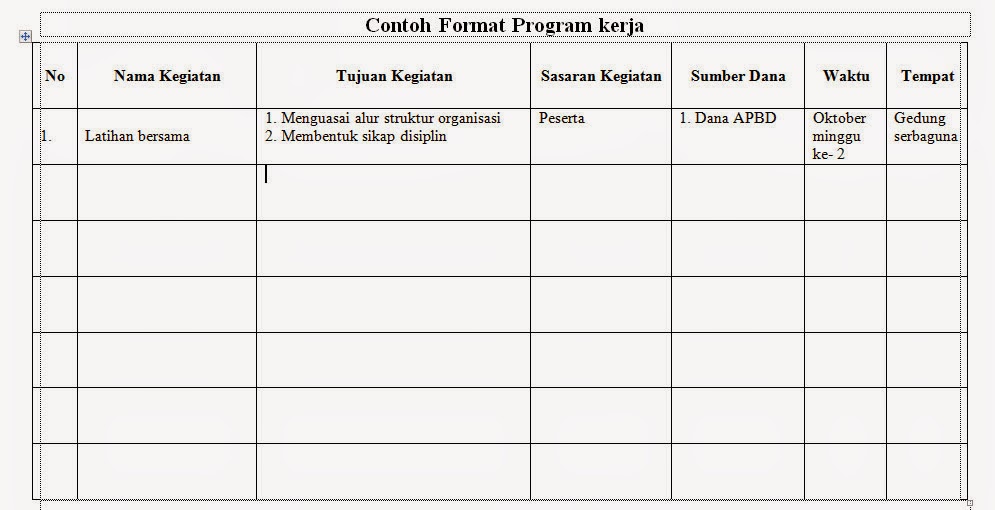 Contoh Format Program kerja
No Nama Kegiatan Tujuan Kegiatan Sasaran Kegiatan Sumber Dana Waktu Tempat
1. Latihan bersama
1. Menguasai alur struktur organisasi
2. Membentuk sikap disiplin
Peserta
1. Dana APBD
Oktober
minggu
ke- 2
Gedung
serbaguna